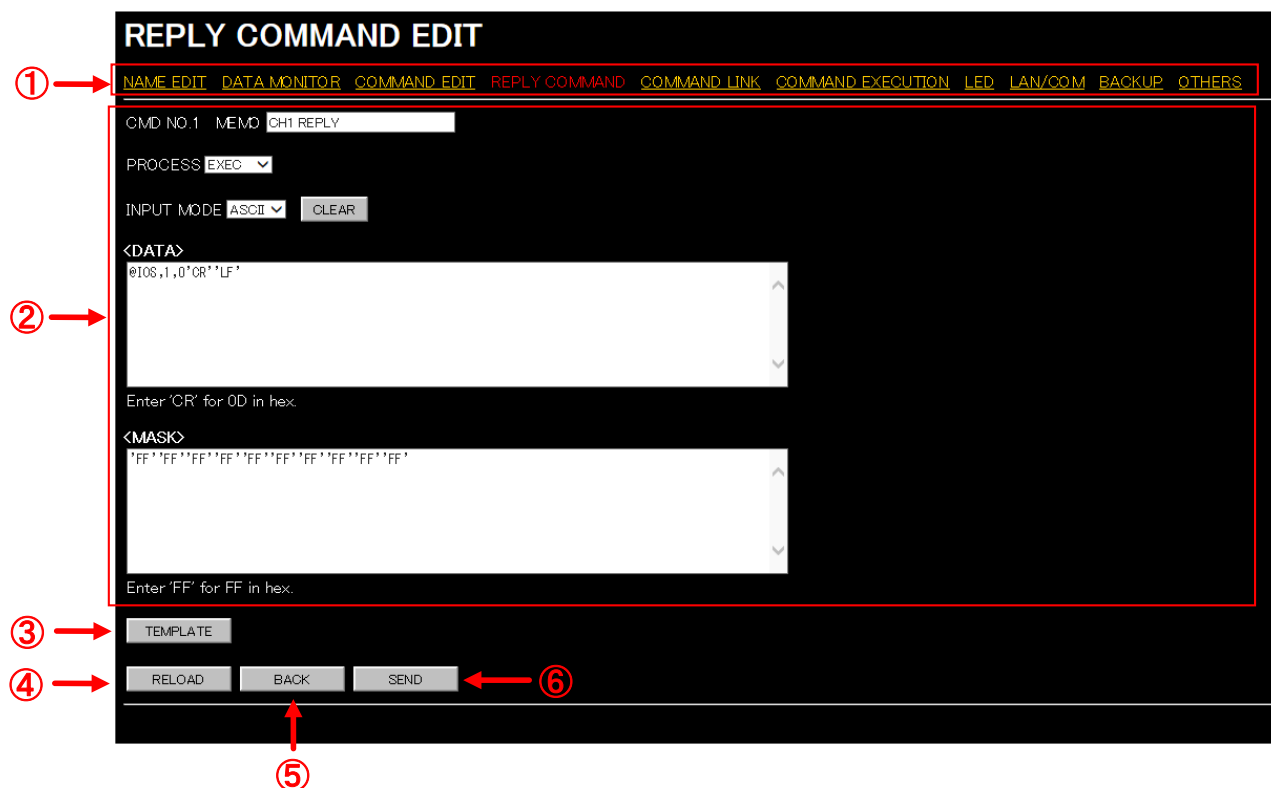 REPLY COMMAND EDIT
① NAME EDIT DATA MONITOR COMMAND EDIT REPLY COMMAND COMMAND LINK COMMAND EXECUTION LED LAN/COM BACKUP OTHERS
CMD NO.1 MEMO CH1 REPLY
PROCESS EXEC
INPUT MODE ASCII CLEAR
<DATA>
@IOS,1,0'CR''LF'
②
Enter 'CR' for 0D in hex.
<MASK>
'FF''FF''FF''FF''FF''FF''FF''FF''FF''FF'
Enter 'FF' for FF in hex.
③ TEMPLATE
④ RELOAD BACK SEND ⑥
⑤